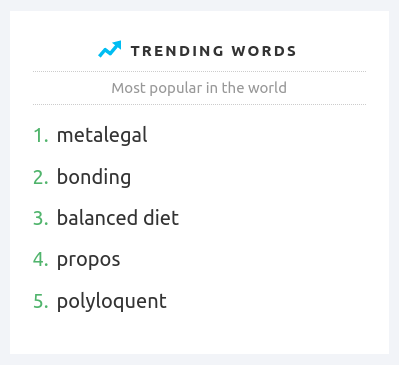 TRENDING WORDS
Most popular in the world
1. metalegal
2. bonding
3. balanced diet
4. propos
5. polyloquent